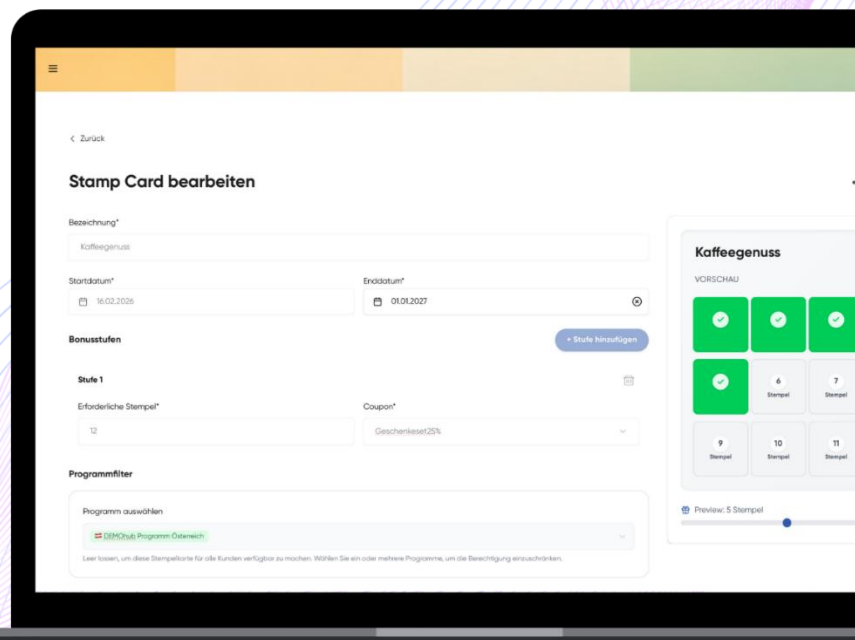 Zurück
Stamp Card bearbeiten
Bezeichnung*
Kaffeegenuss
Startdatum*
Enddatum*
16.02.2026
01.01.2027
Bonusstufen
+ Stufe hinzufügen
Stufe 1
Erforderliche Stempel*
Coupon*
12
Geschenkeset25%
Programmfilter
Programm auswählen
DEMOhub Programm Österreich
Leer lassen, um diese Stempelkarte für alle Kunden verfügbar zu machen. Wählen Sie ein oder mehrere Programme, um die Berechtigung einzuschränken.
Kaffeegenuss
VORSCHAU
6
Stempel
7
Stempel
9
Stempel
10
Stempel
11
Stempel
Preview: 5 Stempel